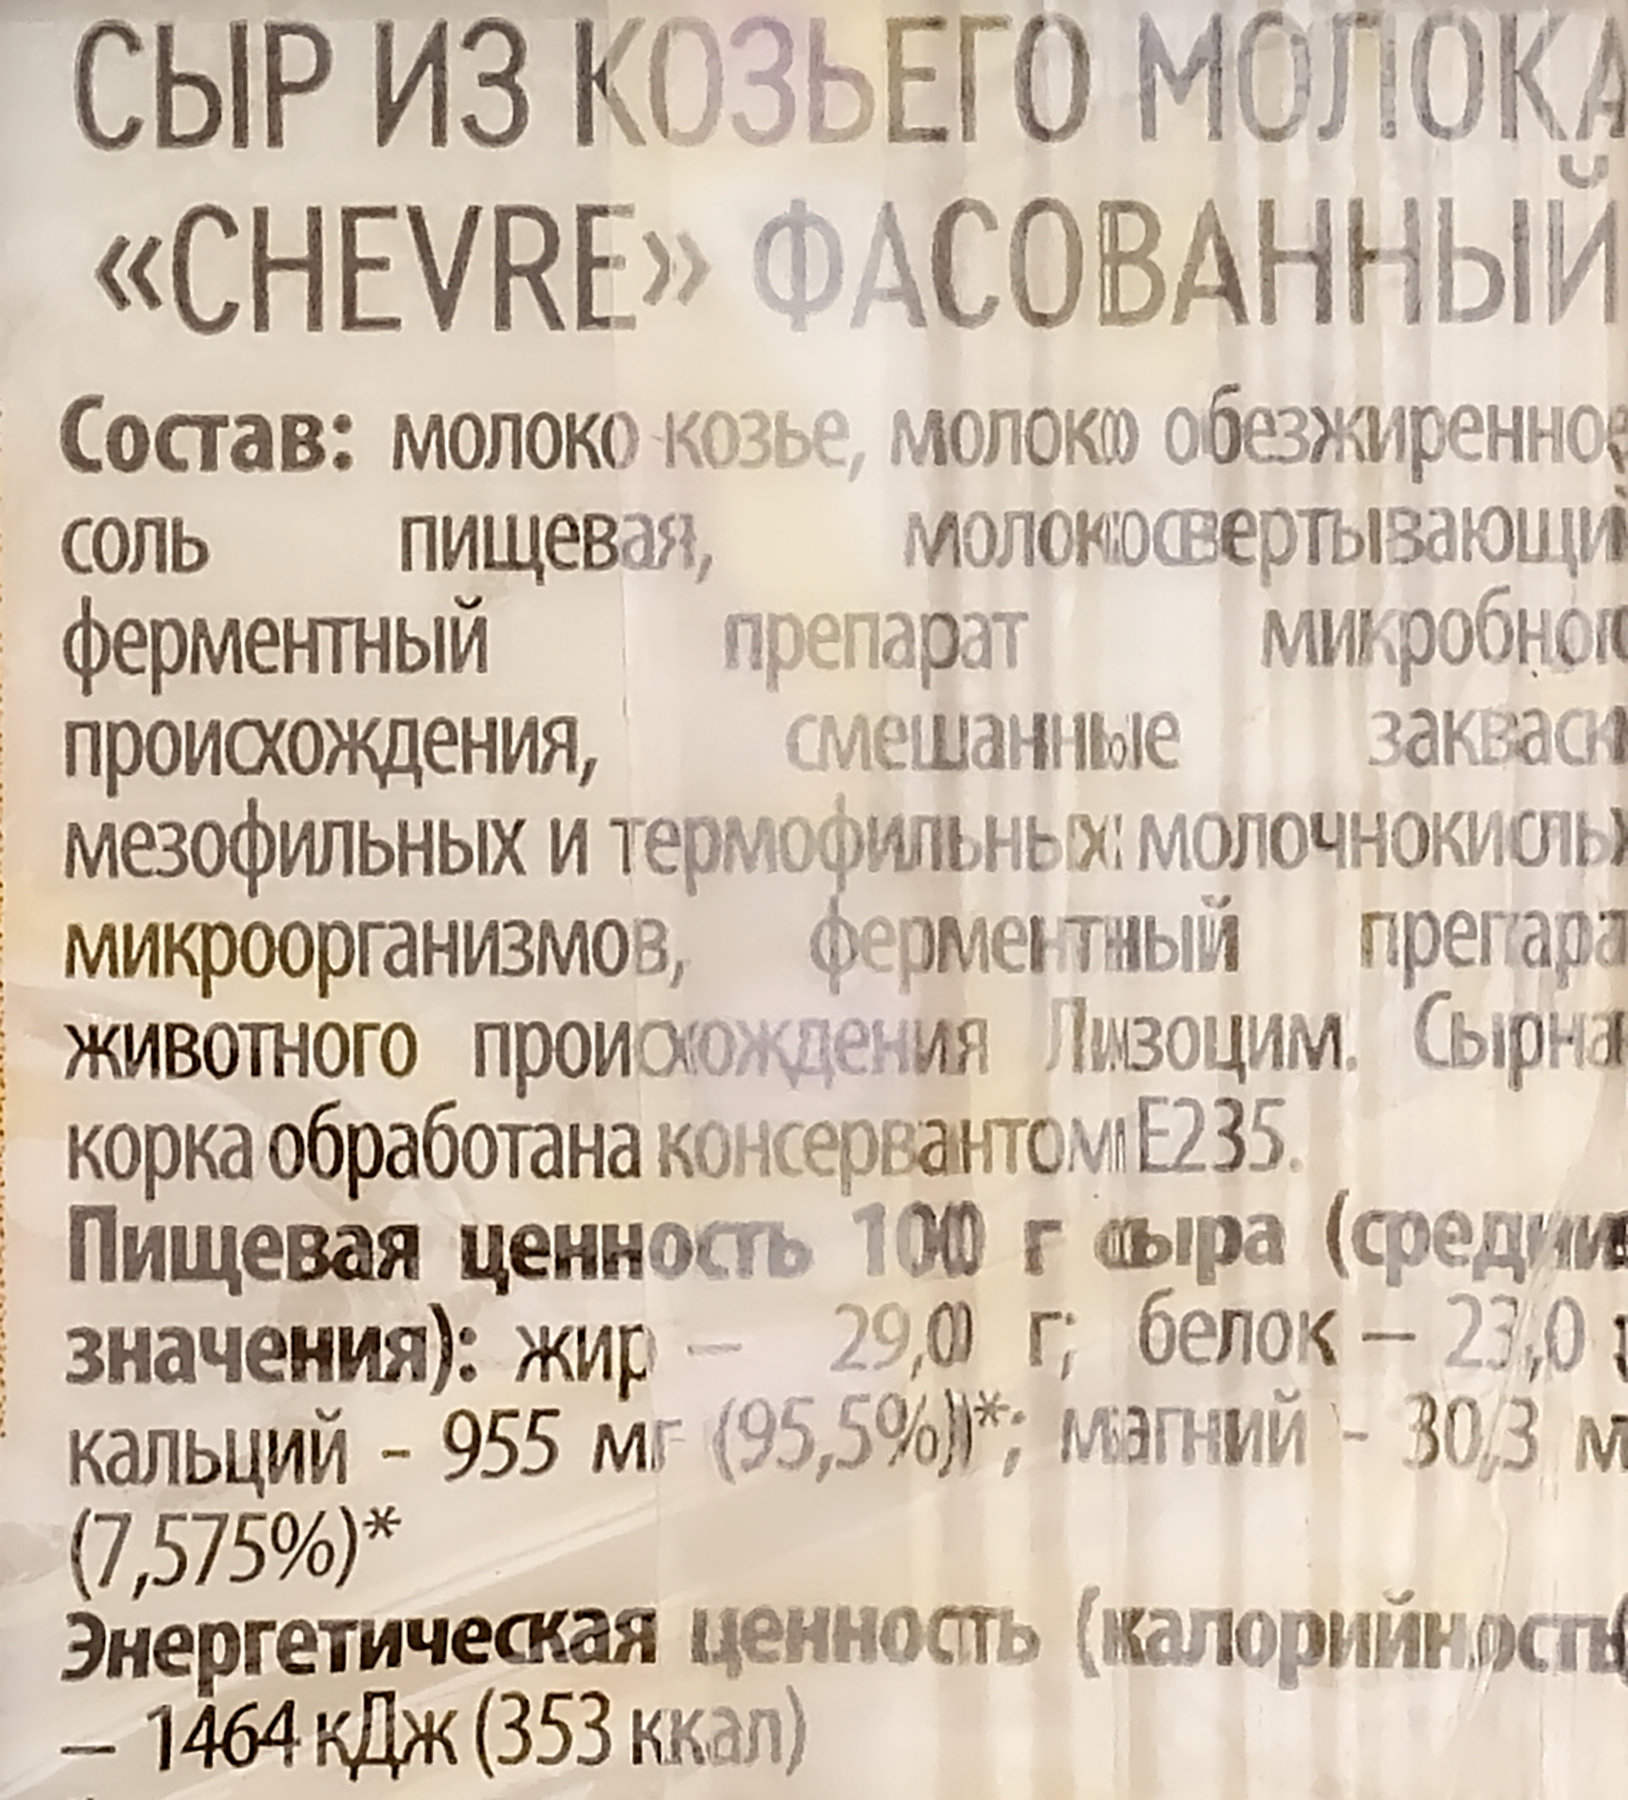 СЫР ИЗ КОЗЬЕГО МОЛОКА
«CHEVRE» ФАСОВАННЫЙ
Состав: молоко козье, молоко обезжиренное
соль пищевая, молокосвертывающий
ферментный препарат микробного
происхождения, смешанные закваски
мезофильных и термофильных молочнокислых
микроорганизмов, ферментный препарат
животного происхождения Лизоцим. Сырная
корка обработана консервантом Е235.
Пищевая ценность 100 г сыра (средние
значения): жир – 29,0 г; белок – 23,0 г
кальций - 955 мг (95,5%)*; магний - 30,3 мг
(7,575%)*
Энергетическая ценность (калорийность)
– 1464 кДж (353 ккал)